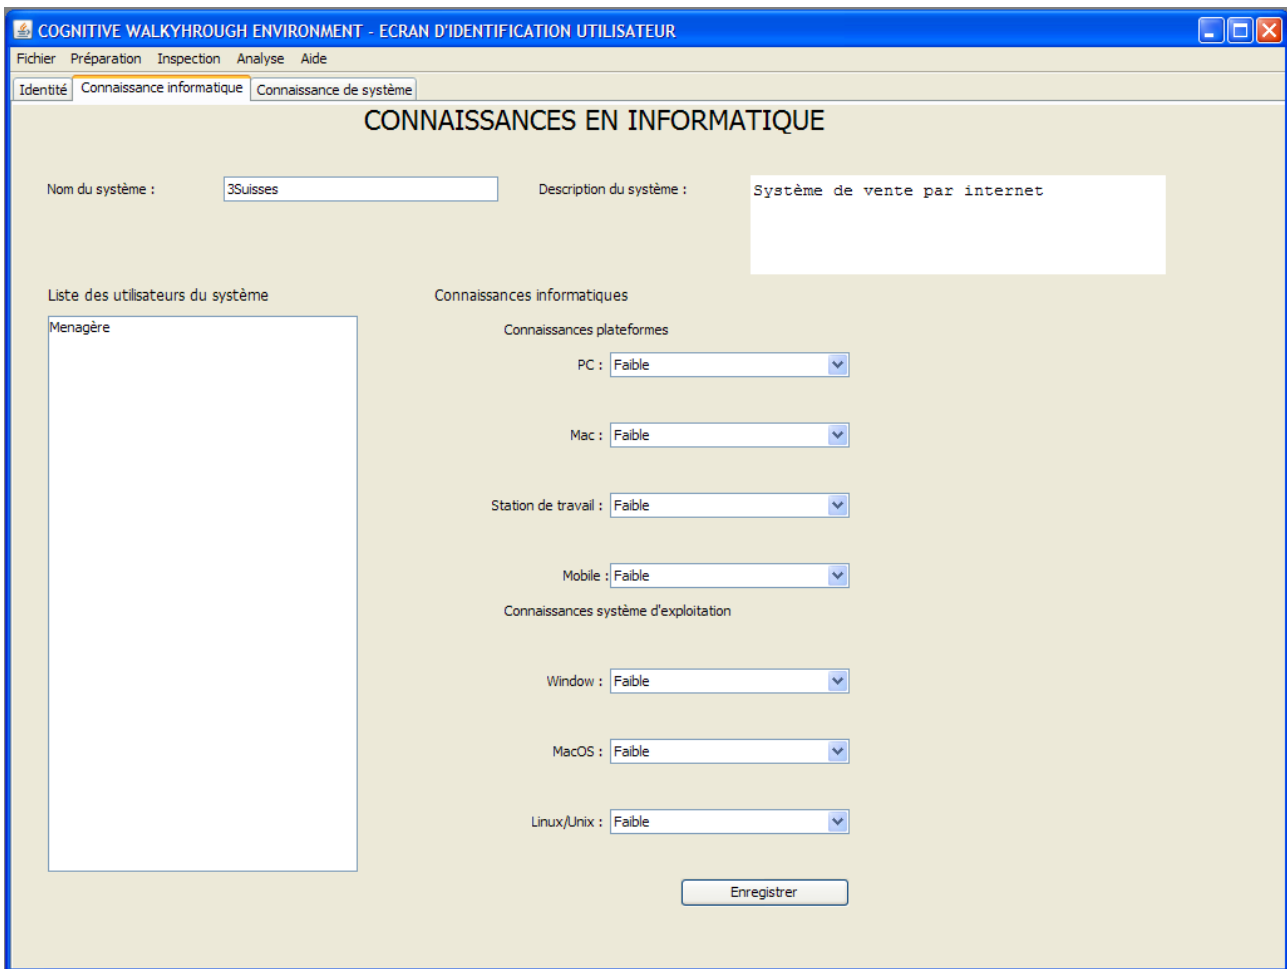 COGNITIVE WALKYHROUGH ENVIRONMENT - ECRAN D'IDENTIFICATION UTILISATEUR
Fichier Préparation Inspection Analyse Aide
Identité Connaissance informatique Connaissance de système
CONNAISSANCES EN INFORMATIQUE
Nom du système : 3Suisses Description du système : Système de vente par internet
Liste des utilisateurs du système Connaissances informatiques
Menagère
Connaissances plateformes
PC : Faible
Mac : Faible
Station de travail : Faible
Mobile : Faible
Connaissances système d'exploitation
Window : Faible
MacOS : Faible
Linux/Unix : Faible
Enregistrer